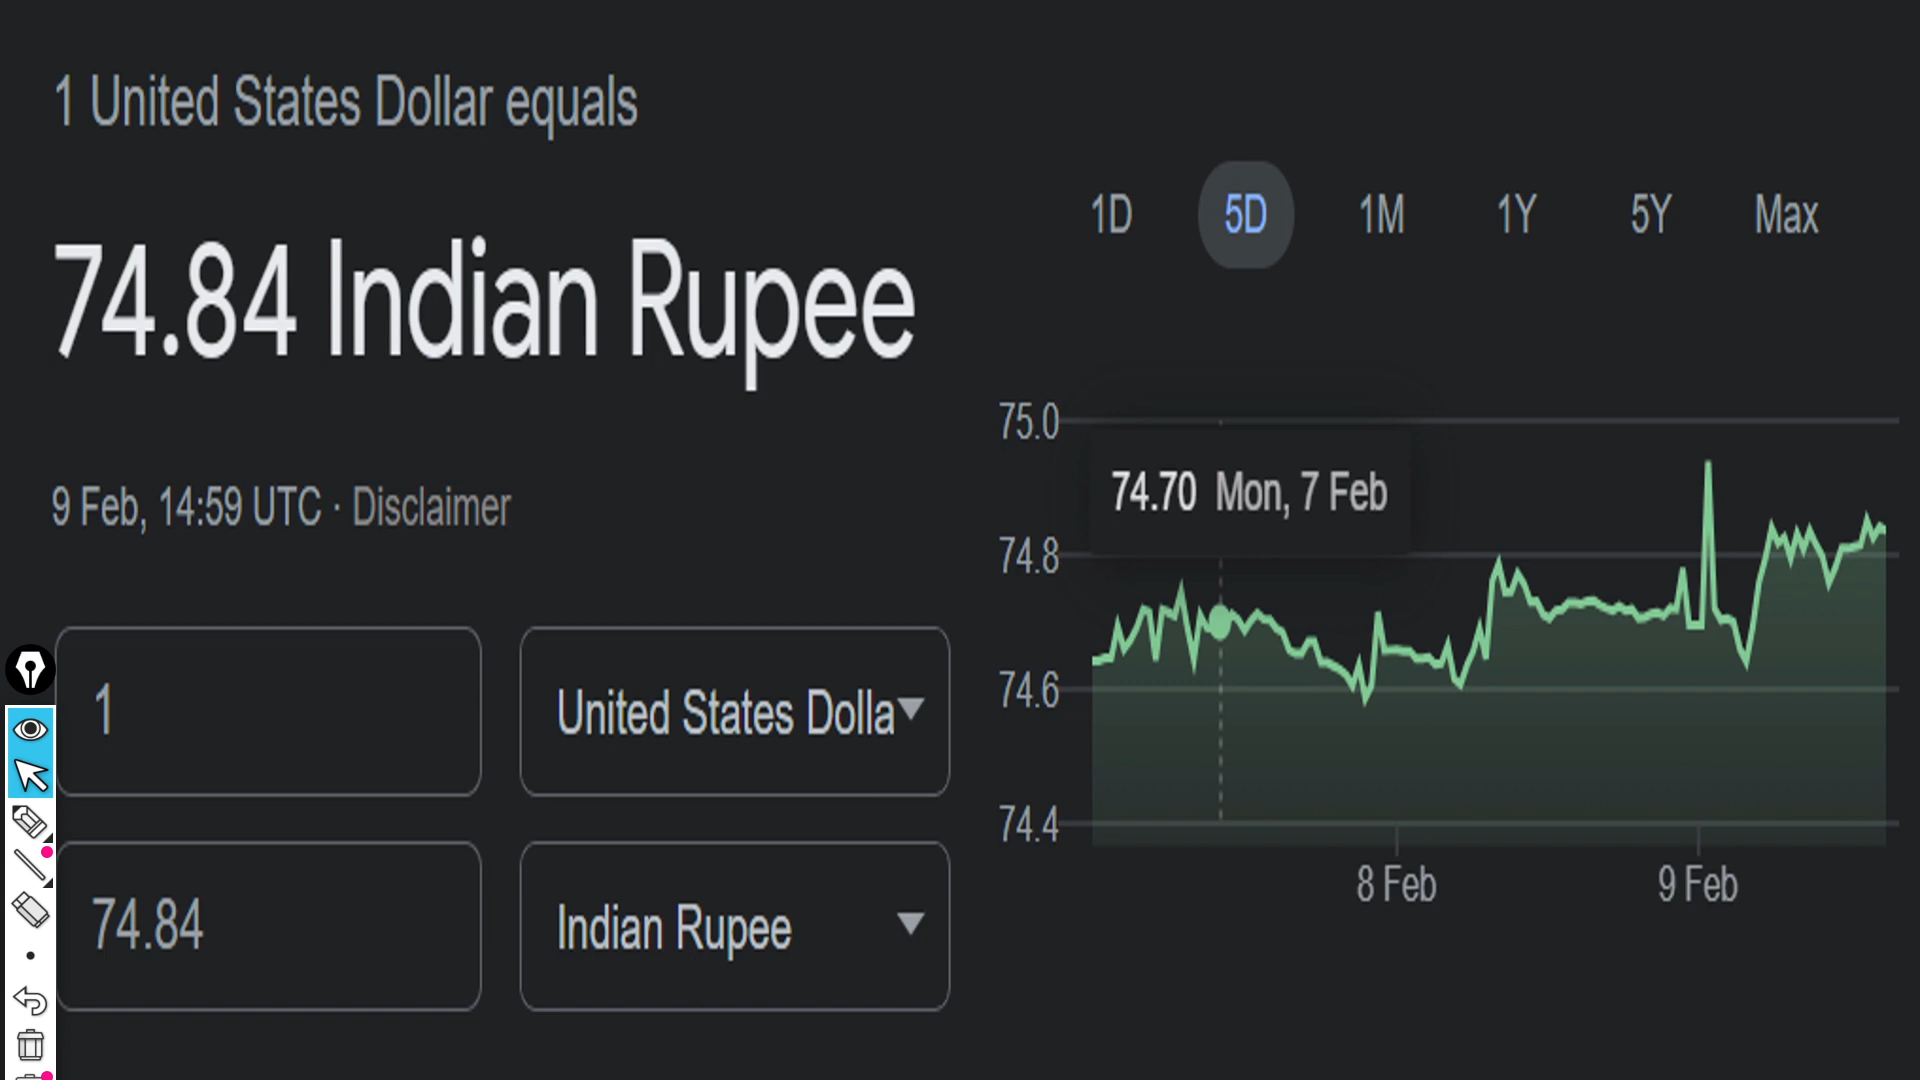 1 United States Dollar equals
74.84 Indian Rupee
9 Feb, 14:59 UTC · Disclaimer
1
United States Dolla
74.84
Indian Rupee
1D 5D 1M 1Y 5Y Max
75.0
74.70 Mon, 7 Feb
74.8
74.6
74.4
8 Feb 9 Feb